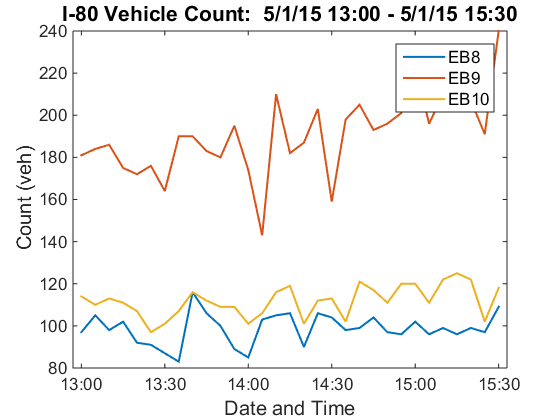 I-80 Vehicle Count: 5/1/15 13:00 - 5/1/15 15:30
240
220
200
180
160
140
120
100
80
Count (veh)
EB8
EB9
EB10
13:00 13:30 14:00 14:30 15:00 15:30
Date and Time